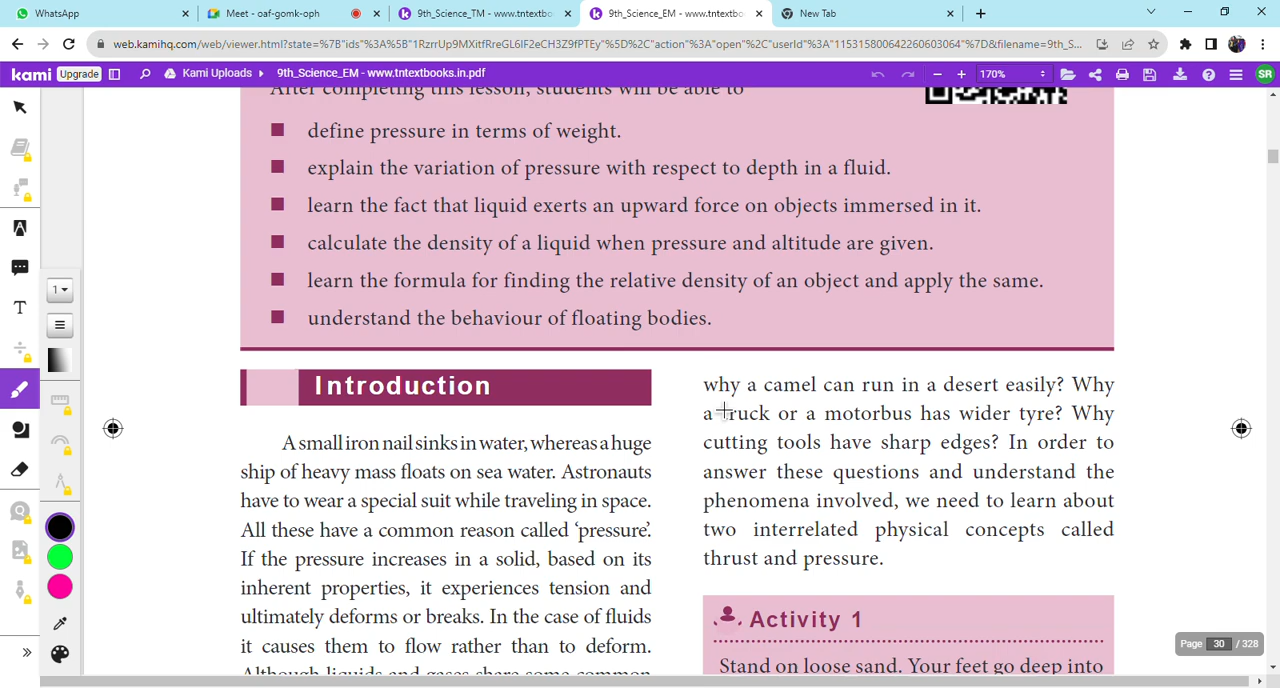 WhatsApp
Meet - oaf-gomk-oph
9th_Science_TM - www.tntextbo
9th_Science_EM - www.tntextbo
New Tab
web.kamihq.com/web/viewer.html?state=%7B"ids"%3A%5B"1RzrrUp9MXitfRreGL6IF2eCH3Z9fPTEy"%5D%2C"action"%3A"open"%2C"userId"%3A"115315800642260603064"%7D&filename=9th_S...
kami Upgrade
Kami Uploads
9th_Science_EM - www.tntextbooks.in.pdf
170%
SR
After completing this lesson, students will be able to
define pressure in terms of weight.
explain the variation of pressure with respect to depth in a fluid.
learn the fact that liquid exerts an upward force on objects immersed in it.
calculate the density of a liquid when pressure and altitude are given.
learn the formula for finding the relative density of an object and apply the same.
understand the behaviour of floating bodies.
1
Introduction
A small iron nail sinks in water, whereas a huge
ship of heavy mass floats on sea water. Astronauts
have to wear a special suit while traveling in space.
All these have a common reason called ‘pressure’.
If the pressure increases in a solid, based on its
inherent properties, it experiences tension and
ultimately deforms or breaks. In the case of fluids
it causes them to flow rather than to deform.
Although liquids and gases share some common
why a camel can run in a desert easily? Why
a truck or a motorbus has wider tyre? Why
cutting tools have sharp edges? In order to
answer these questions and understand the
phenomena involved, we need to learn about
two interrelated physical concepts called
thrust and pressure.
Activity 1
Stand on loose sand. Your feet go deep into
Page 30 / 328